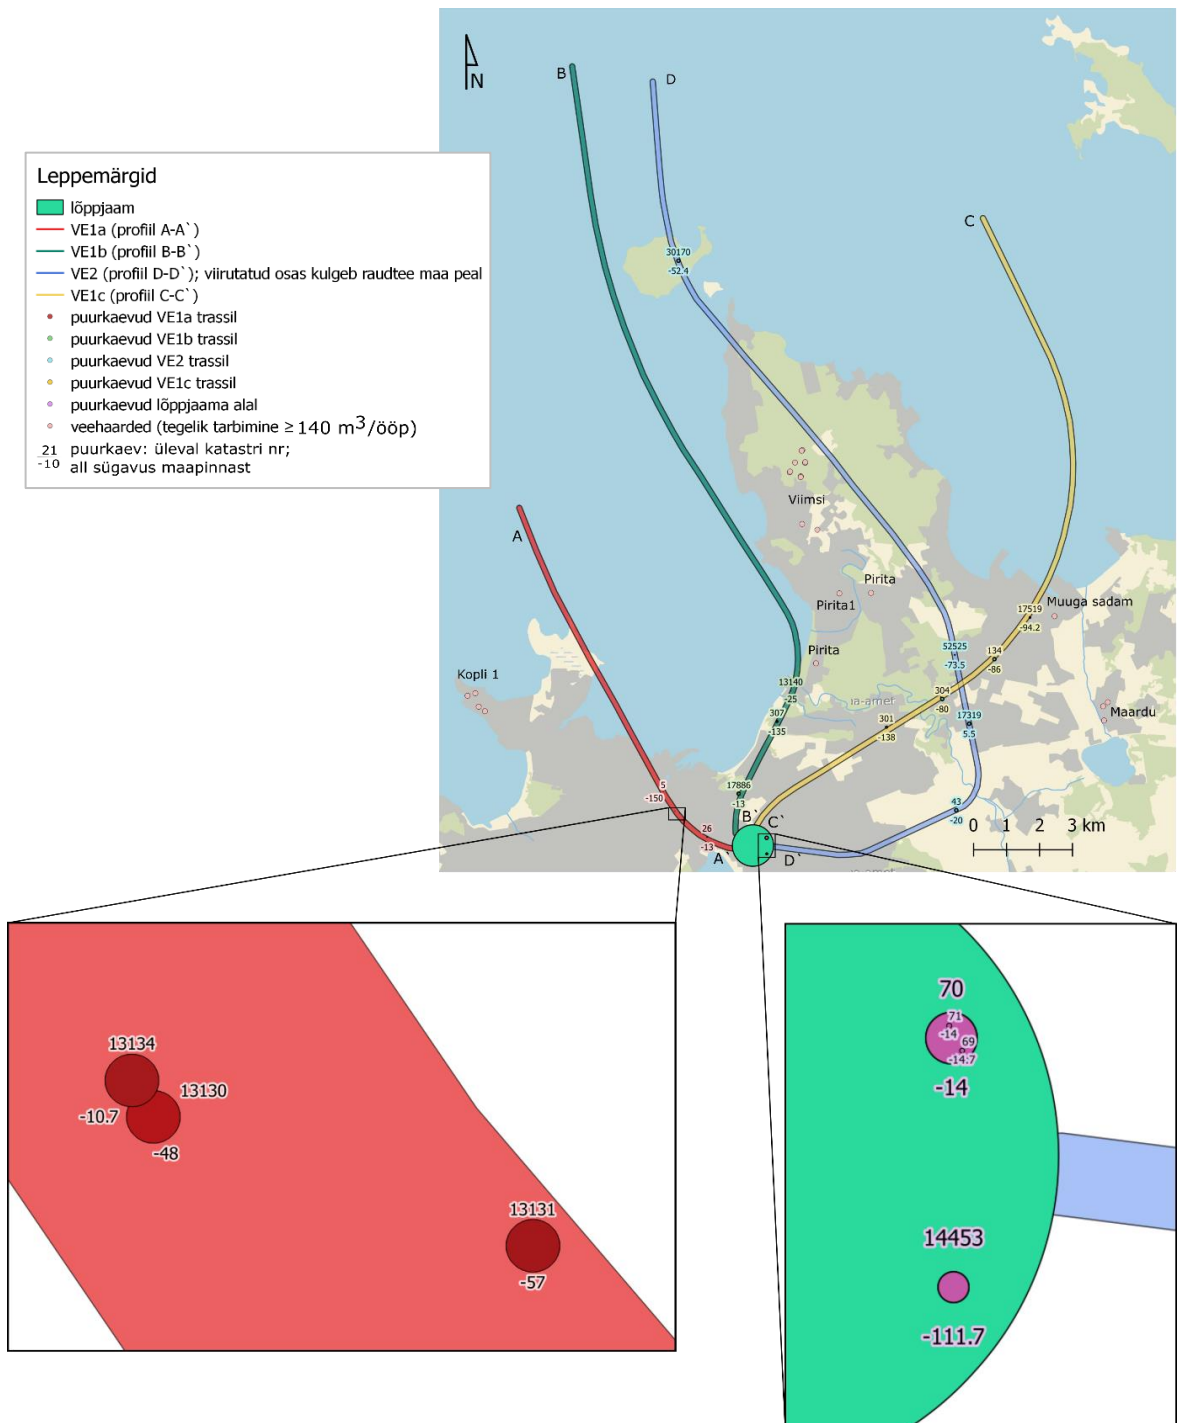 B
D
N
C
Leppemärgid
lõppjaam
VE1a (profiil A-A`)
VE1b (profiil B-B`)
VE2 (profiil D-D`); viirutatud osas kulgeb raudtee maa peal
VE1c (profiil C-C`)
puurkaevud VE1a trassil
puurkaevud VE1b trassil
puurkaevud VE2 trassil
puurkaevud VE1c trassil
puurkaevud lõppjaama alal
veehaarded (tegelik tarbimine ≥ 140 m³/ööp)
21 puurkaev: üleval katastri nr;
-10 all sügavus maapinnast
30170
-52.4
Viimsi
A
Pirita
Pirita1
17519
Muuga sadam
-94.2
Pirita
52525
-73.5
134
-86
Kopli 1
13140
-25
304
-80
307
-135
ıa-amet
301
-138
17319
5.5
Maardu
5
-150
17886
-13
43
-20
B`
C`
26
-13
A`
D`
ıa-amet
0 1 2 3 km
13134
13130
-10.7
-48
13131
-57
70
71
-14
69
-14.7
-14
14453
-111.7